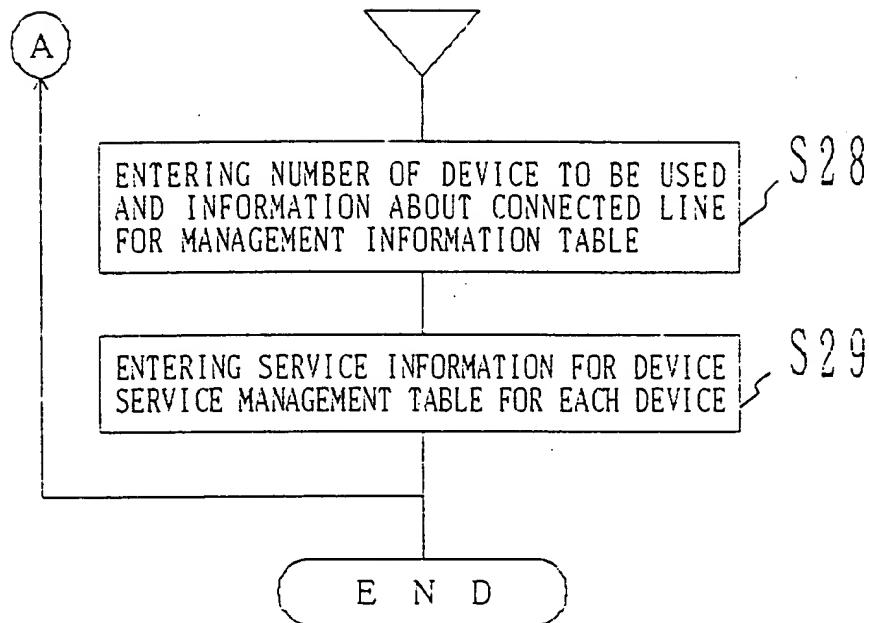 A
ENTERING NUMBER OF DEVICE TO BE USED
AND INFORMATION ABOUT CONNECTED LINE
FOR MANAGEMENT INFORMATION TABLE
S28
ENTERING SERVICE INFORMATION FOR DEVICE
SERVICE MANAGEMENT TABLE FOR EACH DEVICE
S29
END